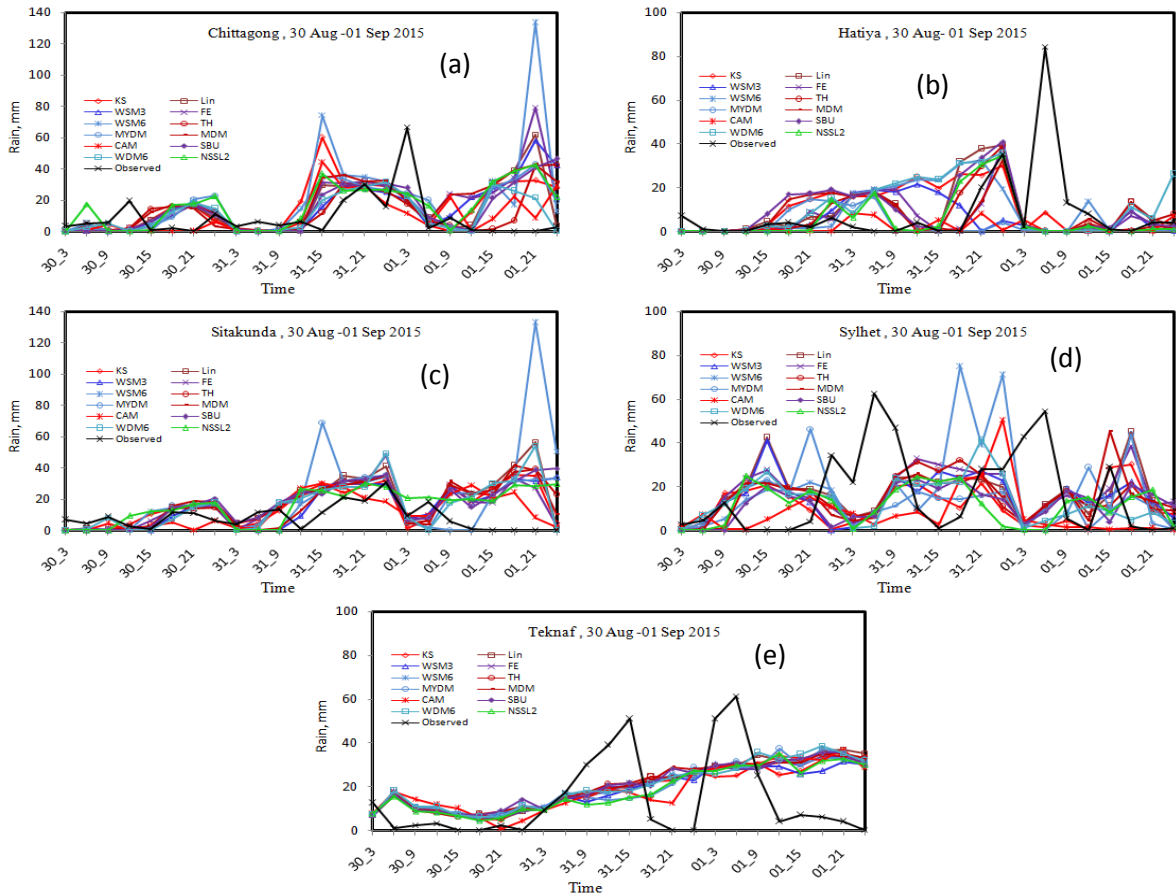 Chittagong , 30 Aug -01 Sep 2015
(a)
Rain, mm
140
120
100
80
60
40
20
0
KS Lin
WSM3 FE
WSM6 TH
MYDM MDM
CAM SBU
WDM6 NSSL2
Observed
30_3 30_9 30_15 30_21 31_3 31_9 31_15 31_21 01_3 01_9 01_15 01_21
Time
Hatiya , 30 Aug- 01 Sep 2015
(b)
Rain, mm
100
80
60
40
20
0
KS Lin
WSM3 FE
WSM6 TH
MYDM MDM
CAM SBU
WDM6 NSSL2
Observed
30_3 30_9 30_15 30_21 31_3 31_9 31_15 31_21 01_3 01_9 01_15 01_21
Time
Sitakunda , 30 Aug -01 Sep 2015
(c)
Rain, mm
140
120
100
80
60
40
20
0
KS Lin
WSM3 FE
WSM6 TH
MYDM MDM
CAM SBU
WDM6 NSSL2
Observed
30_3 30_9 30_15 30_21 31_3 31_9 31_15 31_21 01_3 01_9 01_15 01_21
Time
Sylhet , 30 Aug -01 Sep 2015
(d)
Rain, mm
100
80
60
40
20
0
KS Lin
WSM3 FE
WSM6 TH
MYDM MDM
CAM SBU
WDM6 NSSL2
Observed
30_3 30_9 30_15 30_21 31_3 31_9 31_15 31_21 01_3 01_9 01_15 01_21
Time
Teknaf , 30 Aug -01 Sep 2015
(e)
Rain, mm
100
80
60
40
20
0
KS Lin
WSM3 FE
WSM6 TH
MYDM MDM
CAM SBU
WDM6 NSSL2
Observed
30_3 30_9 30_15 30_21 31_3 31_9 31_15 31_21 01_3 01_9 01_15 01_21
Time